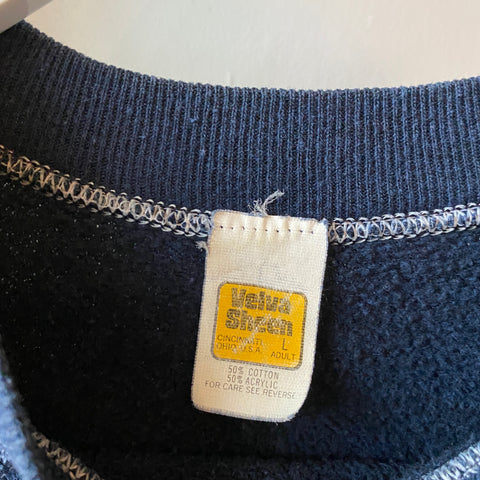 Velva
Sheen
CINCINNATI, L
OHIO, U.S.A. ADULT
50% COTTON
50% ACRYLIC
FOR CARE SEE REVERSE